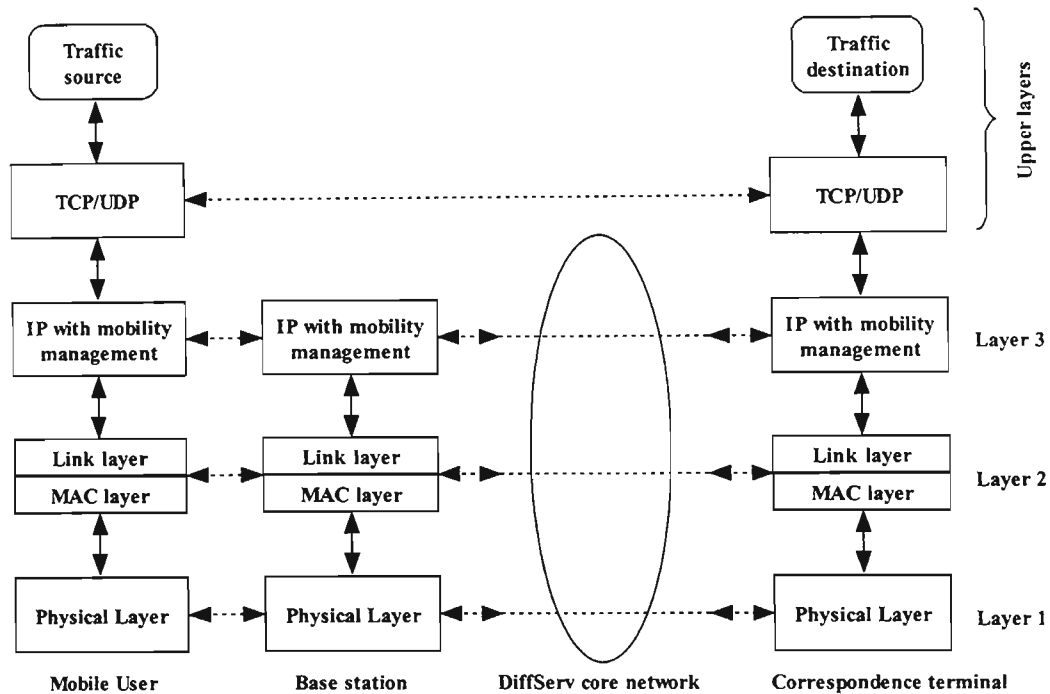 Traffic
source
Traffic
destination
Upper layers
TCP/UDP
TCP/UDP
IP with mobility
management
IP with mobility
management
IP with mobility
management
Layer 3
Link layer
MAC layer
Link layer
MAC layer
Link layer
MAC layer
Layer 2
Physical Layer
Physical Layer
Physical Layer
Layer 1
Mobile User
Base station
DiffServ core network
Correspondence terminal